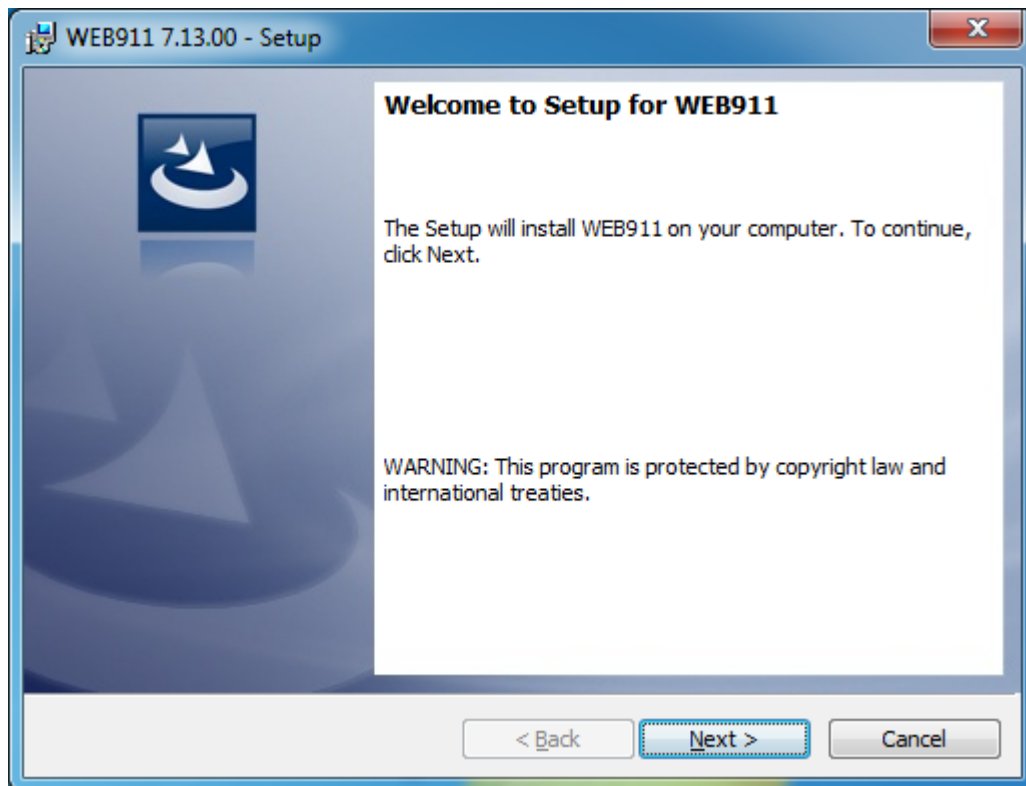 WEB911 7.13.00 - Setup
x
Welcome to Setup for WEB911
The Setup will install WEB911 on your computer. To continue,
click Next.
WARNING: This program is protected by copyright law and
international treaties.
< Back
Next >
Cancel